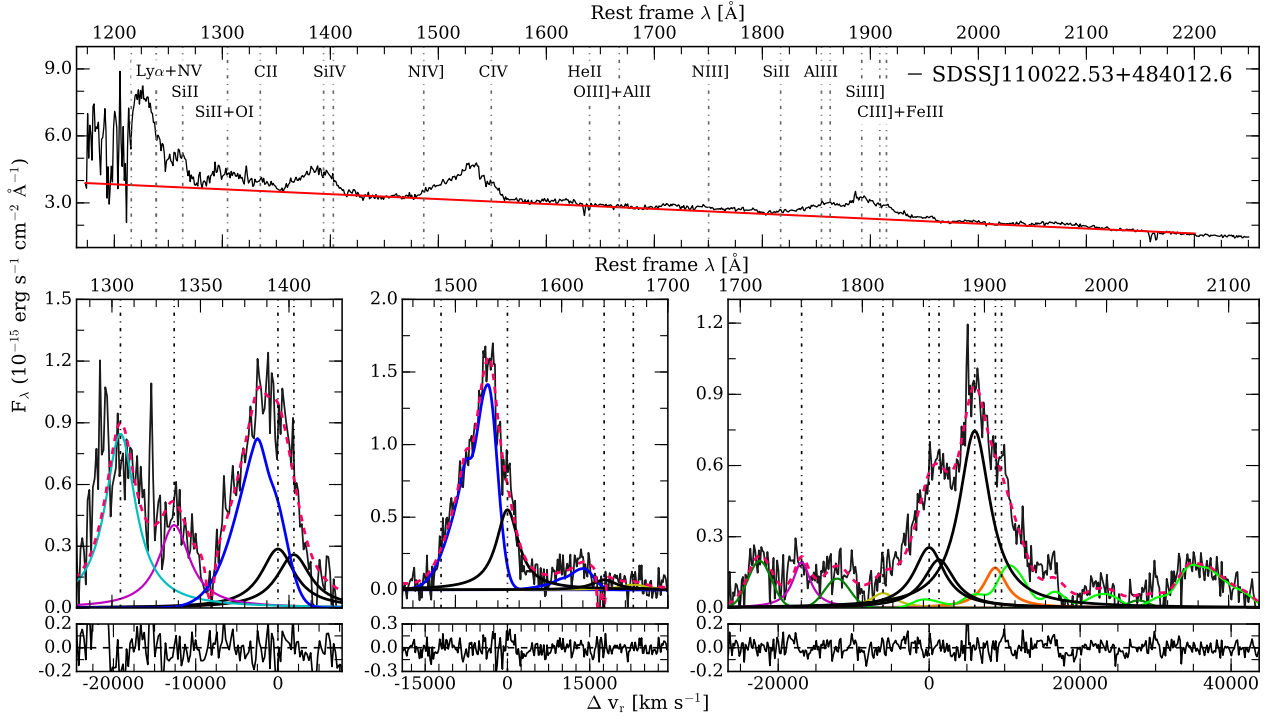 Rest frame λ [Å]
1200 1300 1400 1500 1600 1700 1800 1900 2000 2100 2200
9.0
6.0
3.0
Lyα+NV CII SiIV NIV] CIV HeII NIII] SiII AlIII
− SDSSJ110022.53+484012.6
SiII OIII]+AlII SiIII]
SiII+OI CIII]+FeIII
F_λ (10⁻¹⁵ erg s⁻¹ cm⁻² Å⁻¹)
Rest frame λ [Å]
1300 1350 1400
1500 1600 1700
1700 1800 1900 2000 2100
1.5
1.2
0.9
0.6
0.3
0.0
2.0
1.5
1.0
0.5
0.0
1.2
0.9
0.6
0.3
0.0
0.2
0.0
-0.2
0.3
0.0
-0.3
0.2
0.0
-0.2
-20000 -10000 0
-15000 0 15000
-20000 0 20000 40000
Δ vᵣ [km s⁻¹]